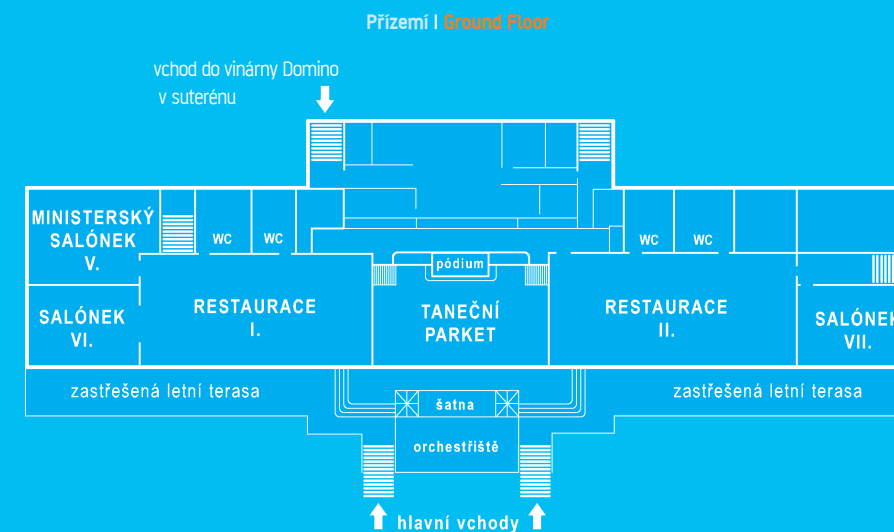 Přízemí I Ground Floor
vchod do vinárny Domino
v suterénu
MINISTERSKÝ
SALÓNEK
V.
WC
WC
WC
WC
pódium
SALÓNEK
VI.
RESTAURACE
I.
TANEČNÍ
PARKET
RESTAURACE
II.
SALÓNEK
VII.
zastřešená letní terasa
šatna
zastřešená letní terasa
orchestřiště
hlavní vchody